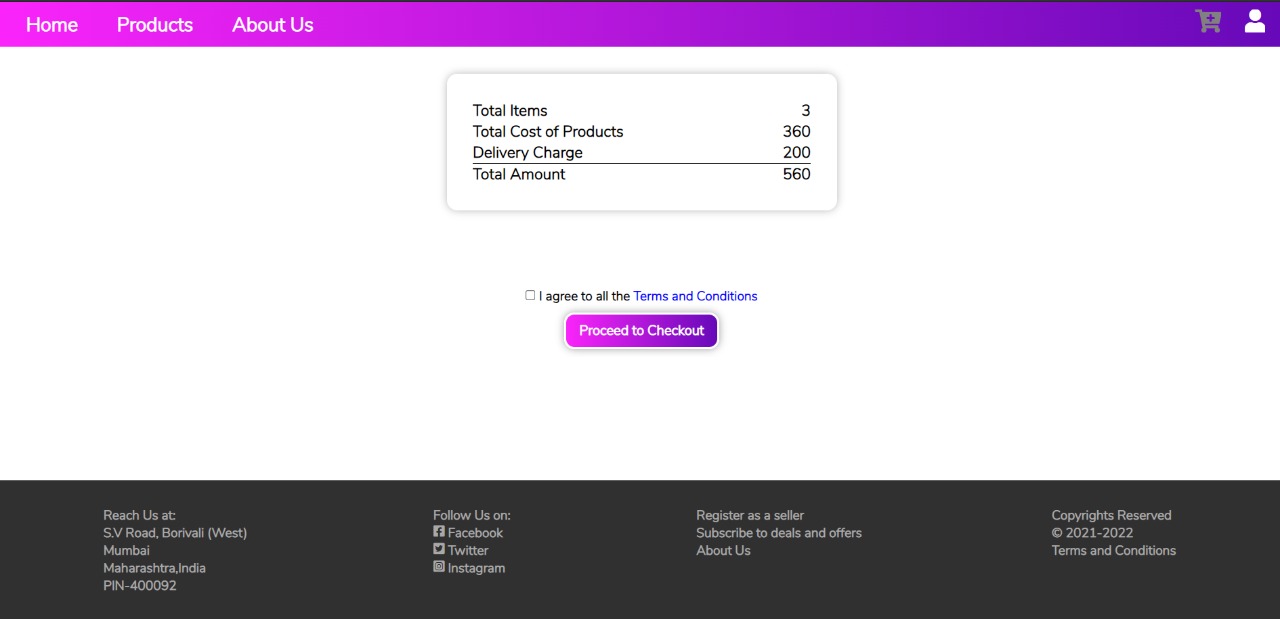 Home Products About Us
Total Items 3
Total Cost of Products 360
Delivery Charge 200
Total Amount 560
I agree to all the Terms and Conditions
Proceed to Checkout
Reach Us at:
S.V Road, Borivali (West)
Mumbai
Maharashtra,India
PIN-400092
Follow Us on:
Facebook
Twitter
Instagram
Register as a seller
Subscribe to deals and offers
About Us
Copyrights Reserved
© 2021-2022
Terms and Conditions